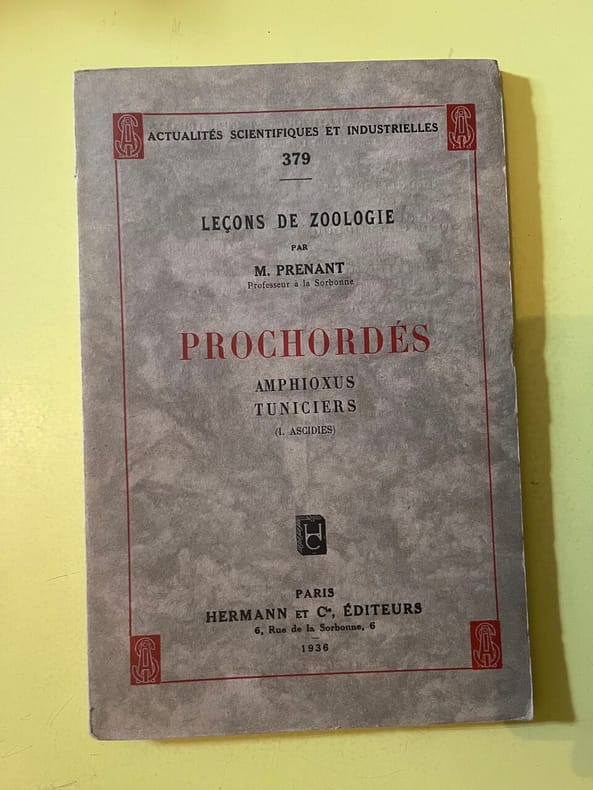 ACTUALITÉS SCIENTIFIQUES ET INDUSTRIELLES
379
LEÇONS DE ZOOLOGIE
PAR
M. PRENANT
Professeur à la Sorbonne
PROCHORDÉS
AMPHIOXUS
TUNICIERS
(I. ASCIDIES)
HC
PARIS
HERMANN ET Cie, ÉDITEURS
6, Rue de la Sorbonne, 6
1936